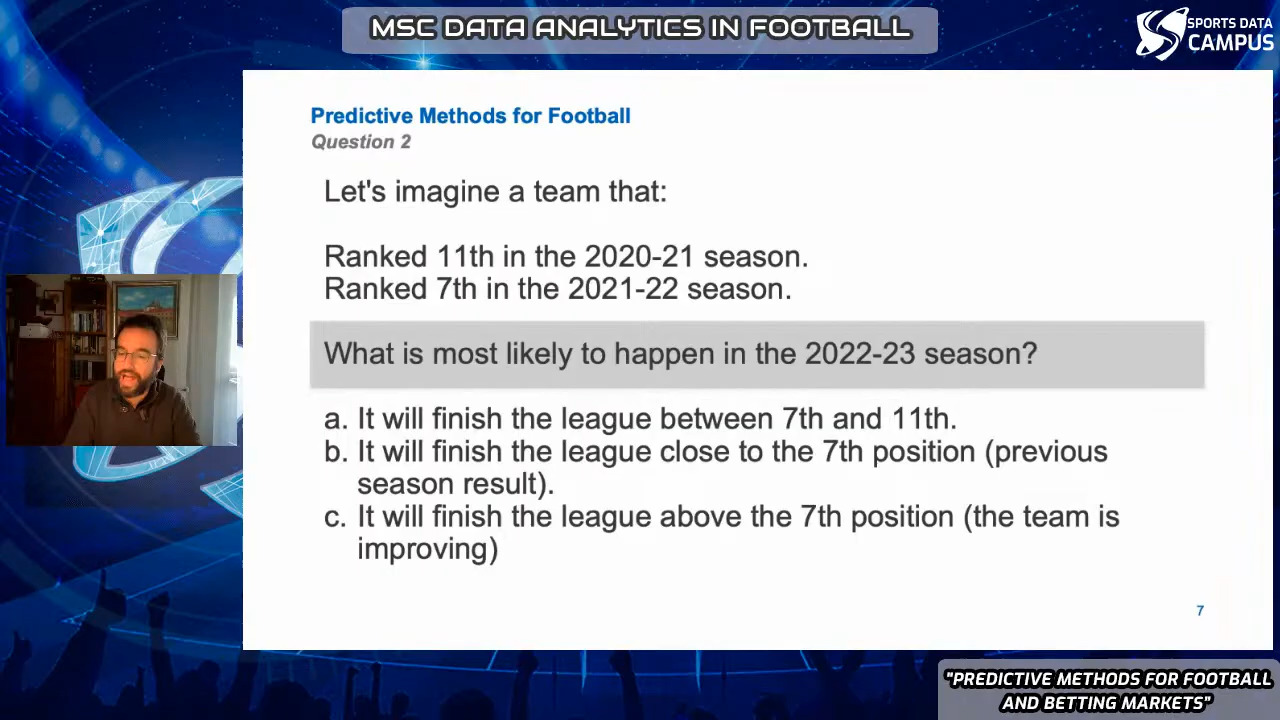 MSC DATA ANALYTICS IN FOOTBALL
SPORTS DATA
CAMPUS
Predictive Methods for Football
Question 2
Let's imagine a team that:
Ranked 11th in the 2020-21 season.
Ranked 7th in the 2021-22 season.
What is most likely to happen in the 2022-23 season?
a. It will finish the league between 7th and 11th.
b. It will finish the league close to the 7th position (previous
season result).
c. It will finish the league above the 7th position (the team is
improving)
7
"PREDICTIVE METHODS FOR FOOTBALL
AND BETTING MARKETS"